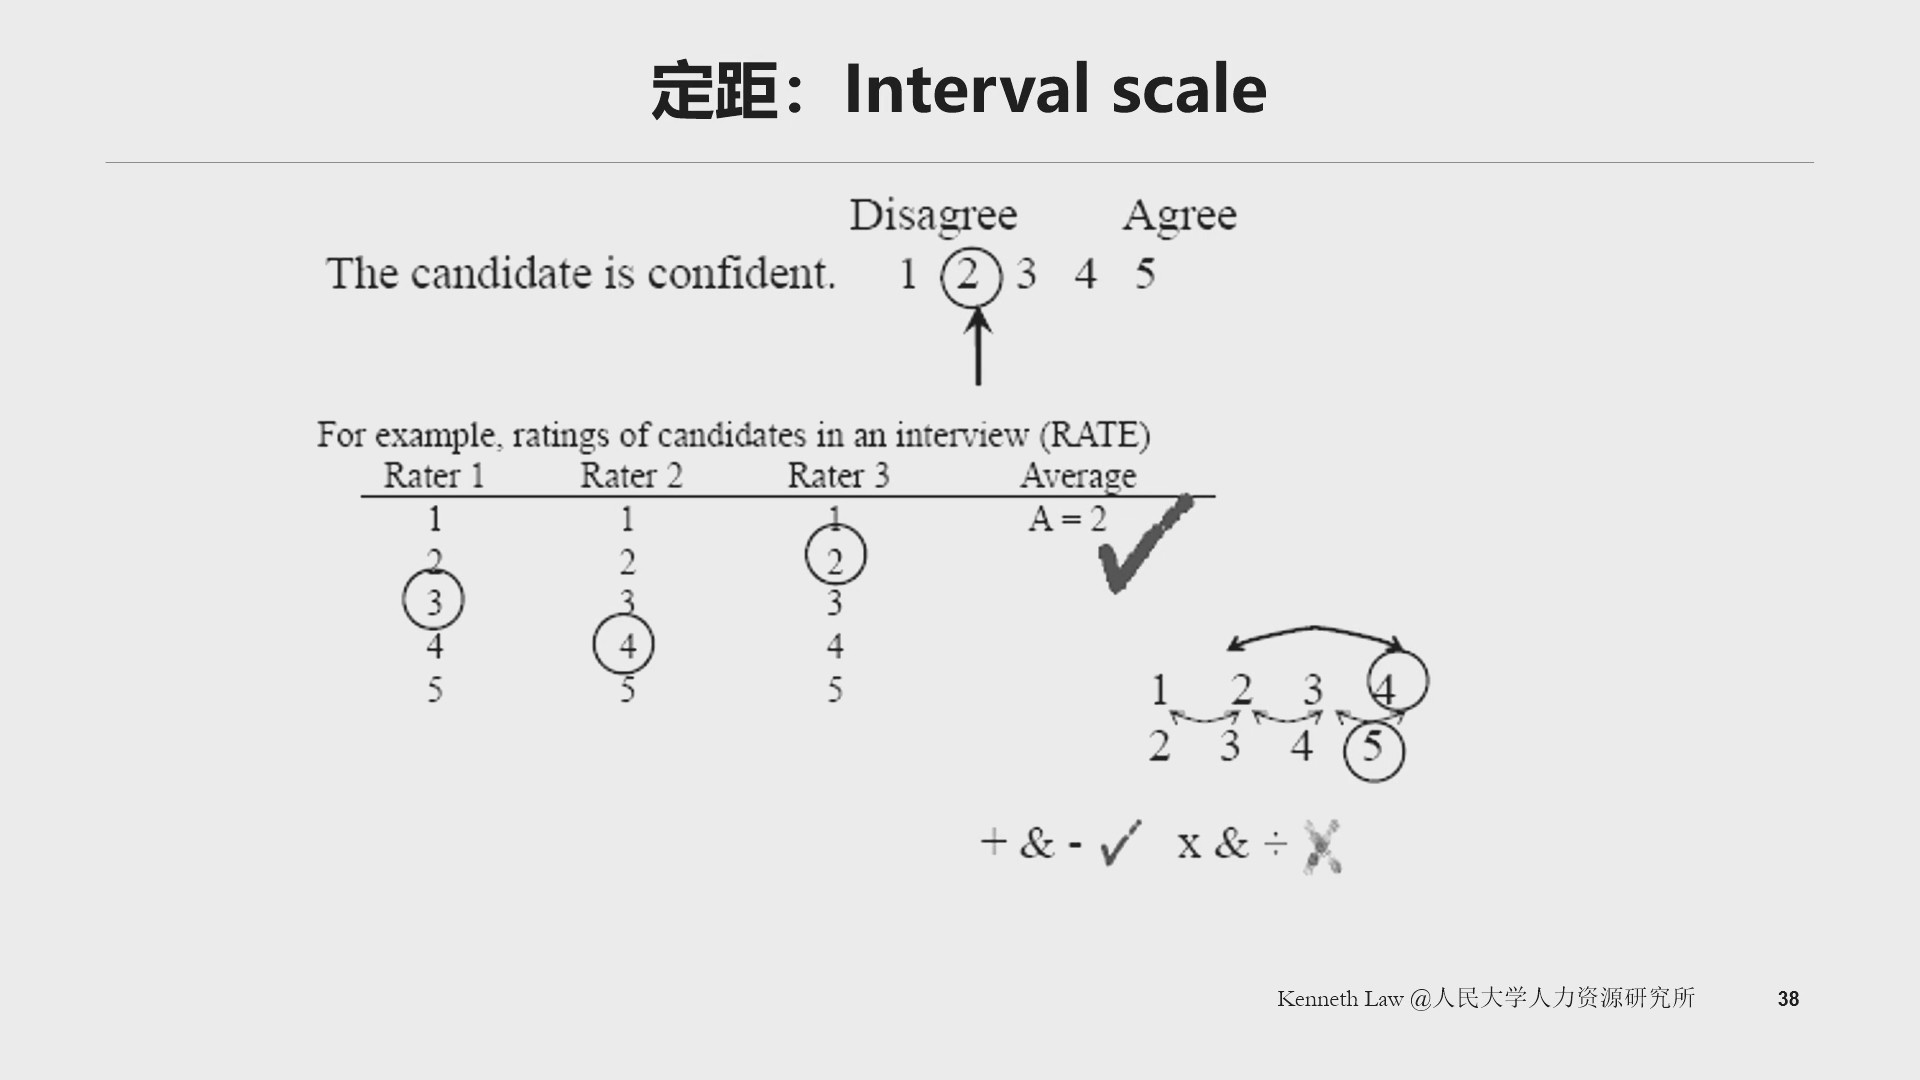 定距：Interval scale
Disagree Agree
The candidate is confident. 1 2 3 4 5
For example, ratings of candidates in an interview (RATE)
Rater 1 Rater 2 Rater 3 Average
1 1 1 A = 2
2 2 2
3 3 3
4 4 4
5 5 5
1 2 3 4
2 3 4 5
+ & - ✓ x & ÷ ✗
Kenneth Law @人民大学人力资源研究所 38